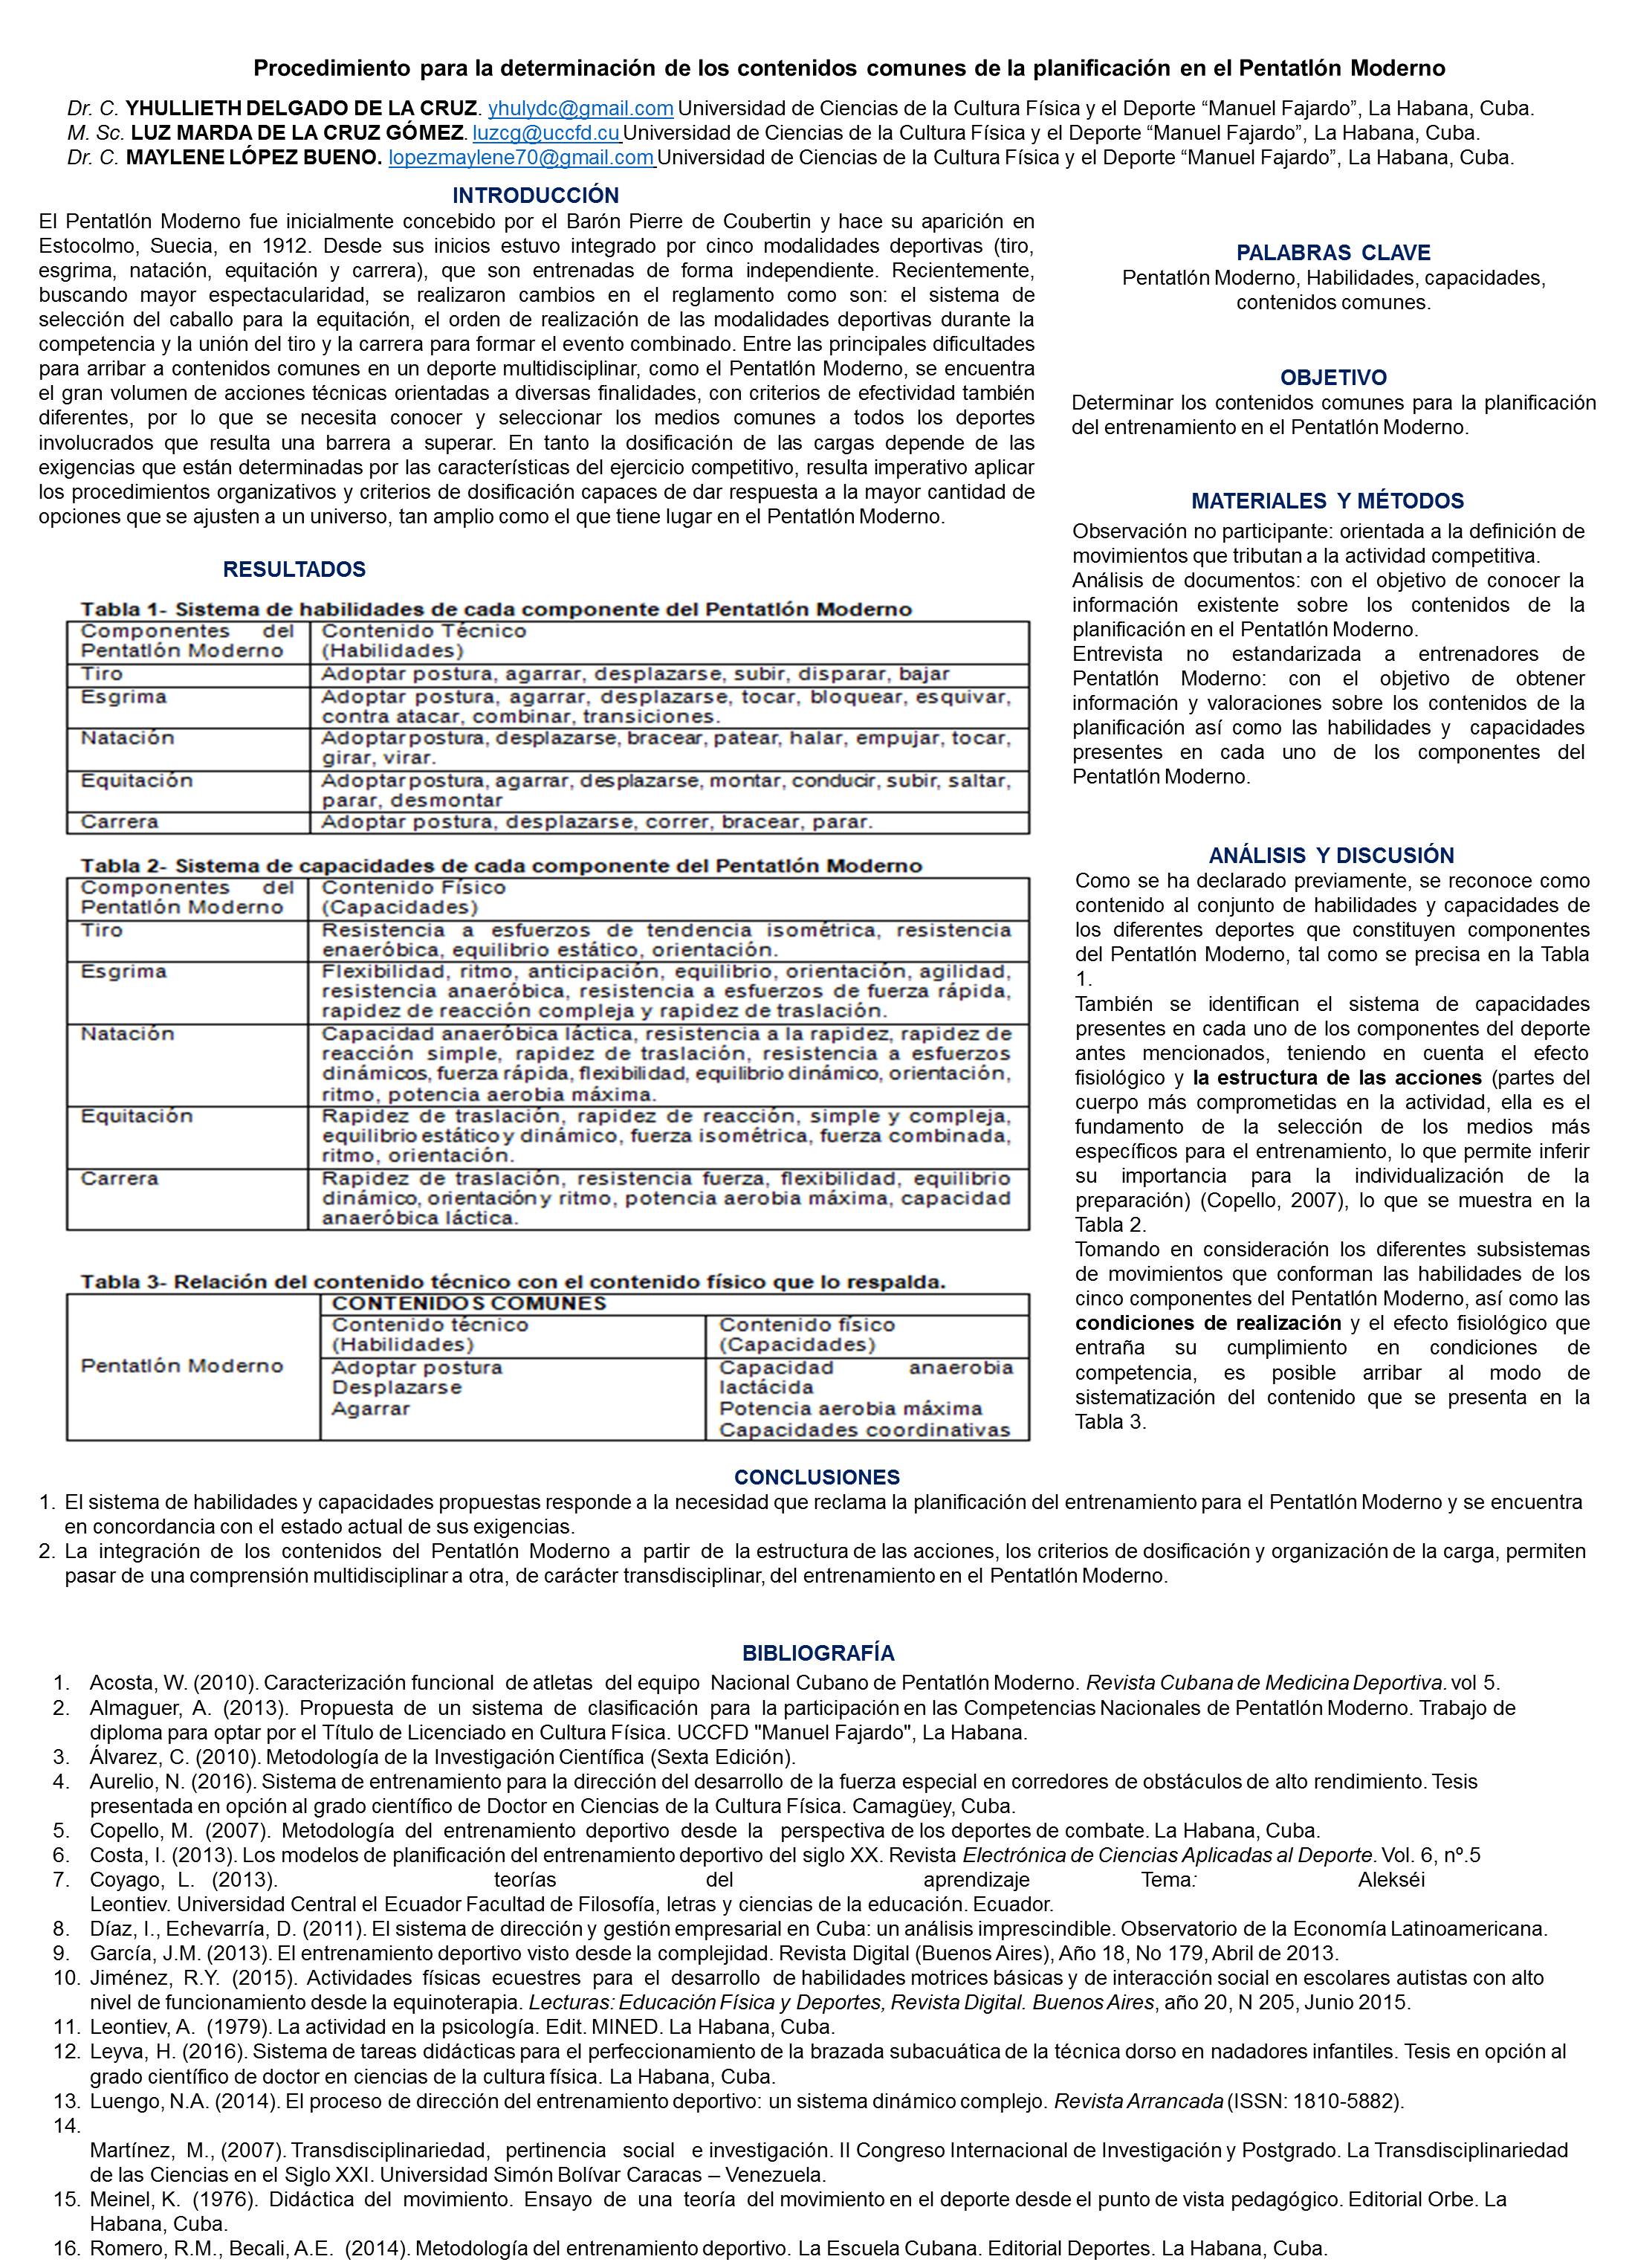 Procedimiento para la determinación de los contenidos comunes de la planificación en el Pentatlón Moderno
Dr. C. YHULLIETH DELGADO DE LA CRUZ. yhulydc@gmail.com Universidad de Ciencias de la Cultura Física y el Deporte “Manuel Fajardo”, La Habana, Cuba.
M. Sc. LUZ MARDA DE LA CRUZ GÓMEZ. luzcg@uccfd.cu Universidad de Ciencias de la Cultura Física y el Deporte “Manuel Fajardo”, La Habana, Cuba.
Dr. C. MAYLENE LÓPEZ BUENO. lopezmaylene70@gmail.com Universidad de Ciencias de la Cultura Física y el Deporte “Manuel Fajardo”, La Habana, Cuba.
INTRODUCCIÓN
El Pentatlón Moderno fue inicialmente concebido por el Barón Pierre de Coubertin y hace su aparición en
Estocolmo, Suecia, en 1912. Desde sus inicios estuvo integrado por cinco modalidades deportivas (tiro,
esgrima, natación, equitación y carrera), que son entrenadas de forma independiente. Recientemente,
buscando mayor espectacularidad, se realizaron cambios en el reglamento como son: el sistema de
selección del caballo para la equitación, el orden de realización de las modalidades deportivas durante la
competencia y la unión del tiro y la carrera para formar el evento combinado. Entre las principales dificultades
para arribar a contenidos comunes en un deporte multidisciplinar, como el Pentatlón Moderno, se encuentra
el gran volumen de acciones técnicas orientadas a diversas finalidades, con criterios de efectividad también
diferentes, por lo que se necesita conocer y seleccionar los medios comunes a todos los deportes
involucrados que resulta una barrera a superar. En tanto la dosificación de las cargas depende de las
exigencias que están determinadas por las características del ejercicio competitivo, resulta imperativo aplicar
los procedimientos organizativos y criterios de dosificación capaces de dar respuesta a la mayor cantidad de
opciones que se ajusten a un universo, tan amplio como el que tiene lugar en el Pentatlón Moderno.
PALABRAS CLAVE
Pentatlón Moderno, Habilidades, capacidades,
contenidos comunes.
OBJETIVO
Determinar los contenidos comunes para la planificación
del entrenamiento en el Pentatlón Moderno.
MATERIALES Y MÉTODOS
Observación no participante: orientada a la definición de
movimientos que tributan a la actividad competitiva.
Análisis de documentos: con el objetivo de conocer la
información existente sobre los contenidos de la
planificación en el Pentatlón Moderno.
Entrevista no estandarizada a entrenadores de
Pentatlón Moderno: con el objetivo de obtener
información y valoraciones sobre los contenidos de la
planificación así como las habilidades y capacidades
presentes en cada uno de los componentes del
Pentatlón Moderno.
RESULTADOS
Tabla 1- Sistema de habilidades de cada componente del Pentatlón Moderno
Componentes del Contenido Técnico
Pentatlón Moderno (Habilidades)
Tiro Adoptar postura, agarrar, desplazarse, subir, disparar, bajar
Esgrima Adoptar postura, agarrar, desplazarse, tocar, bloquear, esquivar,
contra atacar, combinar, transiciones.
Natación Adoptar postura, desplazarse, bracear, patear, halar, empujar, tocar,
girar, virar.
Equitación Adoptar postura, agarrar, desplazarse, montar, conducir, subir, saltar,
parar, desmontar
Carrera Adoptar postura, desplazarse, correr, bracear, parar.
Tabla 2- Sistema de capacidades de cada componente del Pentatlón Moderno
Componentes del Contenido Físico
Pentatlón Moderno (Capacidades)
Tiro Resistencia a esfuerzos de tendencia isométrica, resistencia
enaeróbica, equilibrio estático, orientación.
Esgrima Flexibilidad, ritmo, anticipación, equilibrio, orientación, agilidad,
resistencia anaeróbica, resistencia a esfuerzos de fuerza rápida,
rapidez de reacción compleja y rapidez de traslación.
Natación Capacidad anaeróbica láctica, resistencia a la rapidez, rapidez de
reacción simple, rapidez de traslación, resistencia a esfuerzos
dinámicos, fuerza rápida, flexibilidad, equilibrio dinámico, orientación,
ritmo, potencia aerobia máxima.
Equitación Rapidez de traslación, rapidez de reacción, simple y compleja,
equilibrio estático y dinámico, fuerza isométrica, fuerza combinada,
ritmo, orientación.
Carrera Rapidez de traslación, resistencia fuerza, flexibilidad, equilibrio
dinámico, orientación y ritmo, potencia aerobia máxima, capacidad
anaeróbica láctica.
Tabla 3- Relación del contenido técnico con el contenido físico que lo respalda.
CONTENIDOS COMUNES
Contenido técnico Contenido físico
(Habilidades) (Capacidades)
Pentatlón Moderno Adoptar postura Capacidad anaerobia
Desplazarse lactácida
Agarrar Potencia aerobia máxima
Capacidades coordinativas
ANÁLISIS Y DISCUSIÓN
Como se ha declarado previamente, se reconoce como
contenido al conjunto de habilidades y capacidades de
los diferentes deportes que constituyen componentes
del Pentatlón Moderno, tal como se precisa en la Tabla
1.
También se identifican el sistema de capacidades
presentes en cada uno de los componentes del deporte
antes mencionados, teniendo en cuenta el efecto
fisiológico y la estructura de las acciones (partes del
cuerpo más comprometidas en la actividad, ella es el
fundamento de la selección de los medios más
específicos para el entrenamiento, lo que permite inferir
su importancia para la individualización de la
preparación) (Copello, 2007), lo que se muestra en la
Tabla 2.
Tomando en consideración los diferentes subsistemas
de movimientos que conforman las habilidades de los
cinco componentes del Pentatlón Moderno, así como las
condiciones de realización y el efecto fisiológico que
entraña su cumplimiento en condiciones de
competencia, es posible arribar al modo de
sistematización del contenido que se presenta en la
Tabla 3.
CONCLUSIONES
1. El sistema de habilidades y capacidades propuestas responde a la necesidad que reclama la planificación del entrenamiento para el Pentatlón Moderno y se encuentra
en concordancia con el estado actual de sus exigencias.
2. La integración de los contenidos del Pentatlón Moderno a partir de la estructura de las acciones, los criterios de dosificación y organización de la carga, permiten
pasar de una comprensión multidisciplinar a otra, de carácter transdisciplinar, del entrenamiento en el Pentatlón Moderno.
BIBLIOGRAFÍA
1. Acosta, W. (2010). Caracterización funcional de atletas del equipo Nacional Cubano de Pentatlón Moderno. Revista Cubana de Medicina Deportiva. vol 5.
2. Almaguer, A. (2013). Propuesta de un sistema de clasificación para la participación en las Competencias Nacionales de Pentatlón Moderno. Trabajo de
diploma para optar por el Título de Licenciado en Cultura Física. UCCFD "Manuel Fajardo", La Habana.
3. Álvarez, C. (2010). Metodología de la Investigación Científica (Sexta Edición).
4. Aurelio, N. (2016). Sistema de entrenamiento para la dirección del desarrollo de la fuerza especial en corredores de obstáculos de alto rendimiento. Tesis
presentada en opción al grado científico de Doctor en Ciencias de la Cultura Física. Camagüey, Cuba.
5. Copello, M. (2007). Metodología del entrenamiento deportivo desde la perspectiva de los deportes de combate. La Habana, Cuba.
6. Costa, I. (2013). Los modelos de planificación del entrenamiento deportivo del siglo XX. Revista Electrónica de Ciencias Aplicadas al Deporte. Vol. 6, nº.5
7. Coyago, L. (2013). teorías del aprendizaje Tema: Alekséi
Leontiev. Universidad Central el Ecuador Facultad de Filosofía, letras y ciencias de la educación. Ecuador.
8. Díaz, I., Echevarría, D. (2011). El sistema de dirección y gestión empresarial en Cuba: un análisis imprescindible. Observatorio de la Economía Latinoamericana.
9. García, J.M. (2013). El entrenamiento deportivo visto desde la complejidad. Revista Digital (Buenos Aires), Año 18, No 179, Abril de 2013.
10. Jiménez, R.Y. (2015). Actividades físicas ecuestres para el desarrollo de habilidades motrices básicas y de interacción social en escolares autistas con alto
nivel de funcionamiento desde la equinoterapia. Lecturas: Educación Física y Deportes, Revista Digital. Buenos Aires, año 20, N 205, Junio 2015.
11. Leontiev, A. (1979). La actividad en la psicología. Edit. MINED. La Habana, Cuba.
12. Leyva, H. (2016). Sistema de tareas didácticas para el perfeccionamiento de la brazada subacuática de la técnica dorso en nadadores infantiles. Tesis en opción al
grado científico de doctor en ciencias de la cultura física. La Habana, Cuba.
13. Luengo, N.A. (2014). El proceso de dirección del entrenamiento deportivo: un sistema dinámico complejo. Revista Arrancada (ISSN: 1810-5882).
14.
Martínez, M., (2007). Transdisciplinariedad, pertinencia social e investigación. II Congreso Internacional de Investigación y Postgrado. La Transdisciplinariedad
de las Ciencias en el Siglo XXI. Universidad Simón Bolívar Caracas – Venezuela.
15. Meinel, K. (1976). Didáctica del movimiento. Ensayo de una teoría del movimiento en el deporte desde el punto de vista pedagógico. Editorial Orbe. La
Habana, Cuba.
16. Romero, R.M., Becali, A.E. (2014). Metodología del entrenamiento deportivo. La Escuela Cubana. Editorial Deportes. La Habana, Cuba.